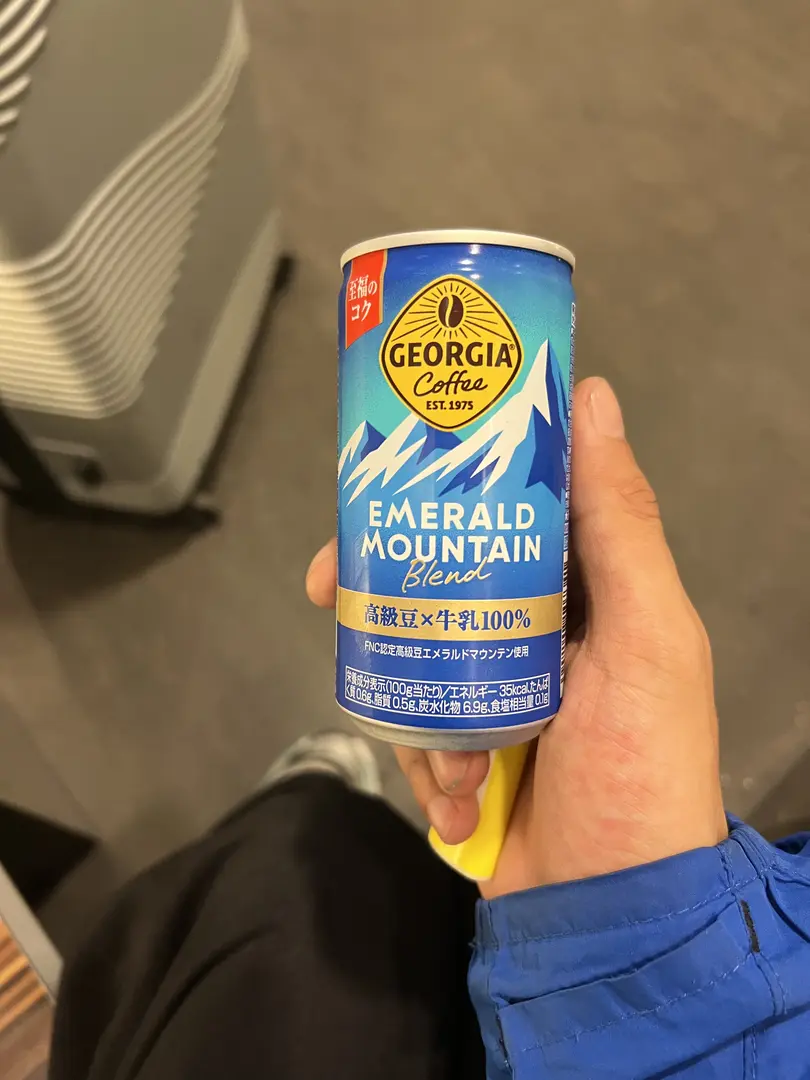 至福の
コク
GEORGIA®
Coffee
EST. 1975
EMERALD
MOUNTAIN
Blend
高級豆×牛乳100%
FNC認定高級豆エメラルドマウンテン使用
栄養成分表示(100g当たり)/エネルギー 35kcal、たんぱ
く質 0.6g、脂質 0.5g、炭水化物 6.9g、食塩相当量 0.1g